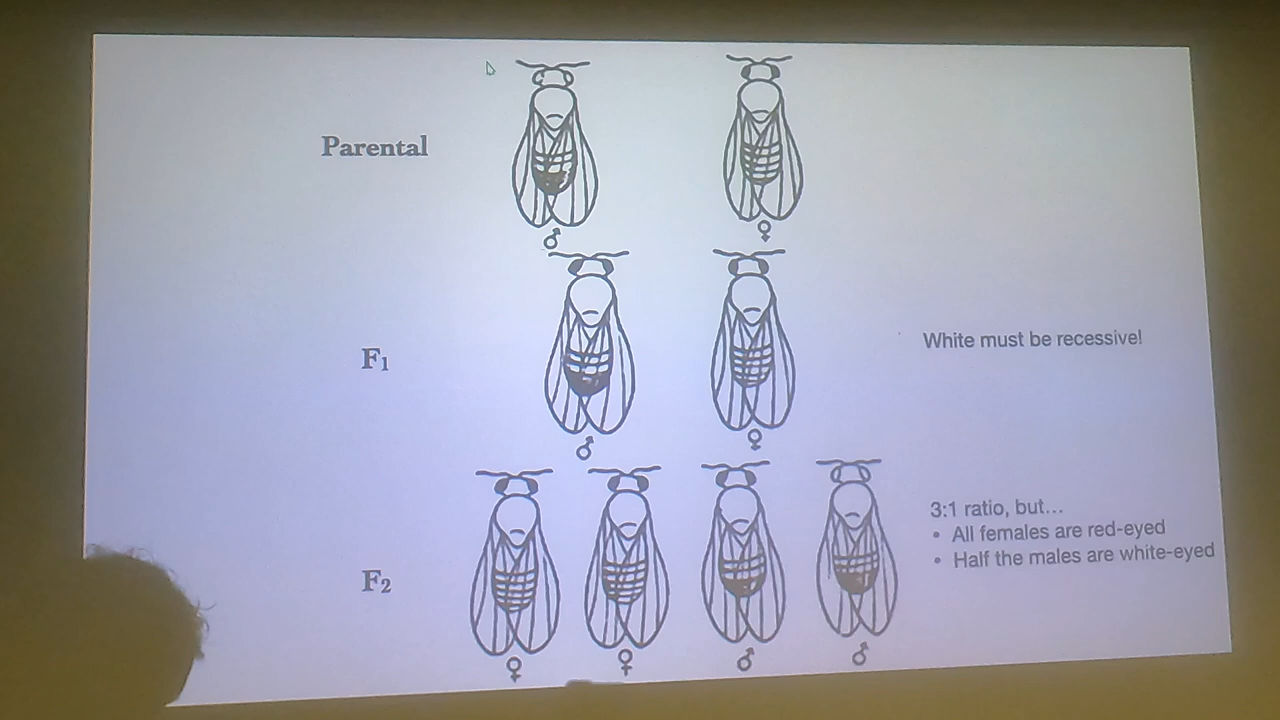 Parental
♂ ♀
F1
White must be recessive!
♂ ♀
F2
3:1 ratio, but...
• All females are red-eyed
• Half the males are white-eyed
♀ ♀ ♂ ♂